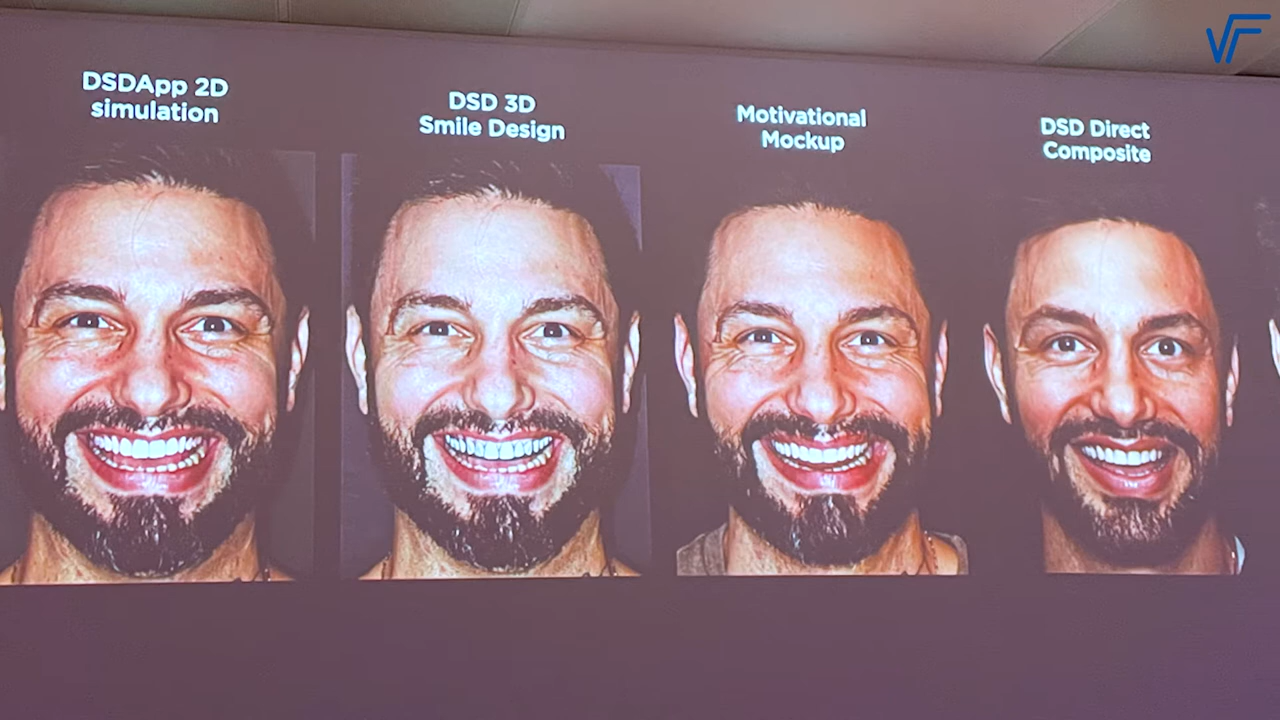 DSDApp 2D
simulation
DSD 3D
Smile Design
Motivational
Mockup
DSD Direct
Composite
VF